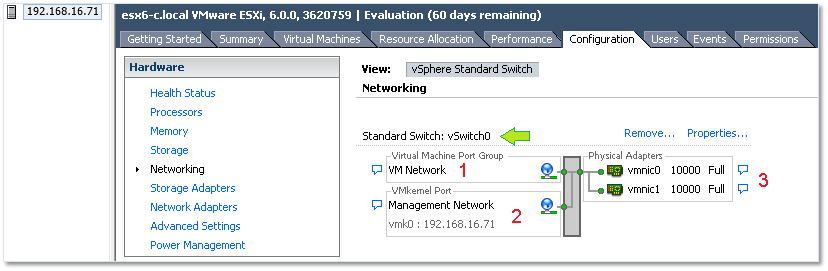 192.168.16.71
esx6-c.local VMware ESXi, 6.0.0, 3620759 | Evaluation (60 days remaining)
Getting Started Summary Virtual Machines Resource Allocation Performance Configuration Users Events Permissions
Hardware
Health Status
Processors
Memory
Storage
Networking
Storage Adapters
Network Adapters
Advanced Settings
Power Management
View: vSphere Standard Switch
Networking
Standard Switch: vSwitch0 Remove... Properties...
Virtual Machine Port Group
VM Network 1
VMkernel Port
Management Network
vmk0 : 192.168.16.71 2
Physical Adapters
vmnic0 10000 Full
vmnic1 10000 Full
3